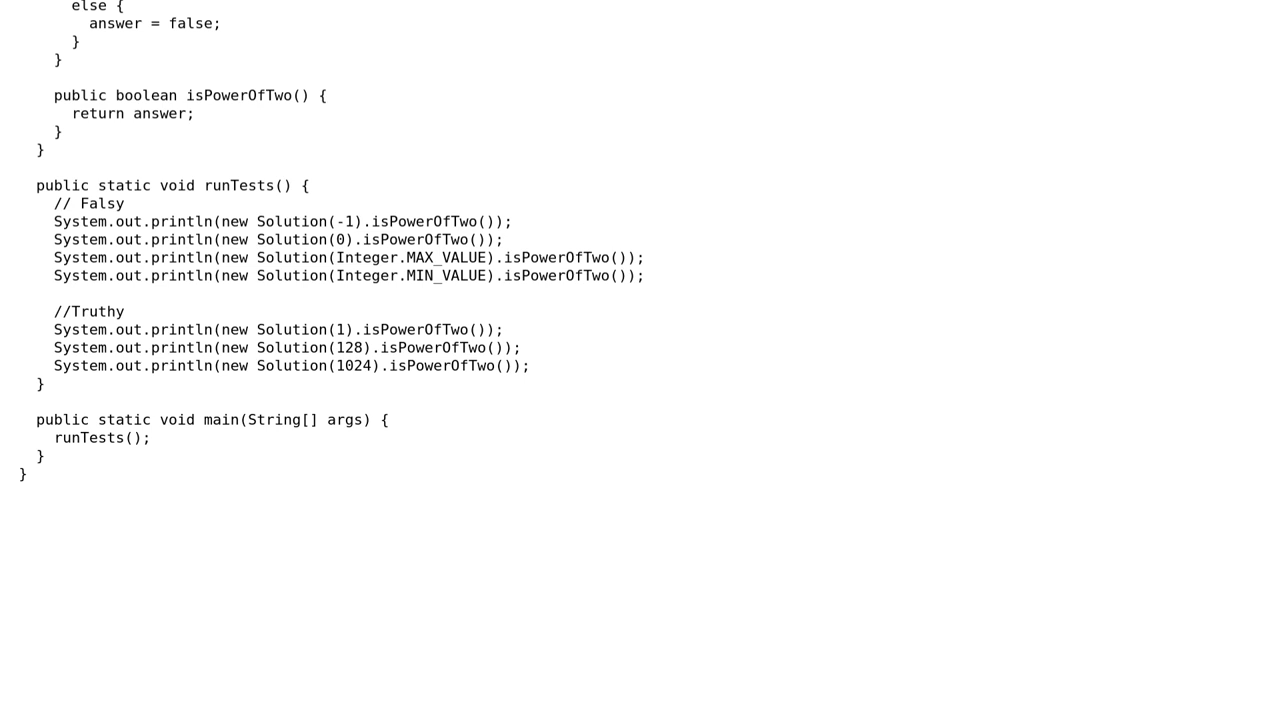 else {
answer = false;
}
}
public boolean isPowerOfTwo() {
return answer;
}
}
public static void runTests() {
// Falsy
System.out.println(new Solution(-1).isPowerOfTwo());
System.out.println(new Solution(0).isPowerOfTwo());
System.out.println(new Solution(Integer.MAX_VALUE).isPowerOfTwo());
System.out.println(new Solution(Integer.MIN_VALUE).isPowerOfTwo());
//Truthy
System.out.println(new Solution(1).isPowerOfTwo());
System.out.println(new Solution(128).isPowerOfTwo());
System.out.println(new Solution(1024).isPowerOfTwo());
}
public static void main(String[] args) {
runTests();
}
}